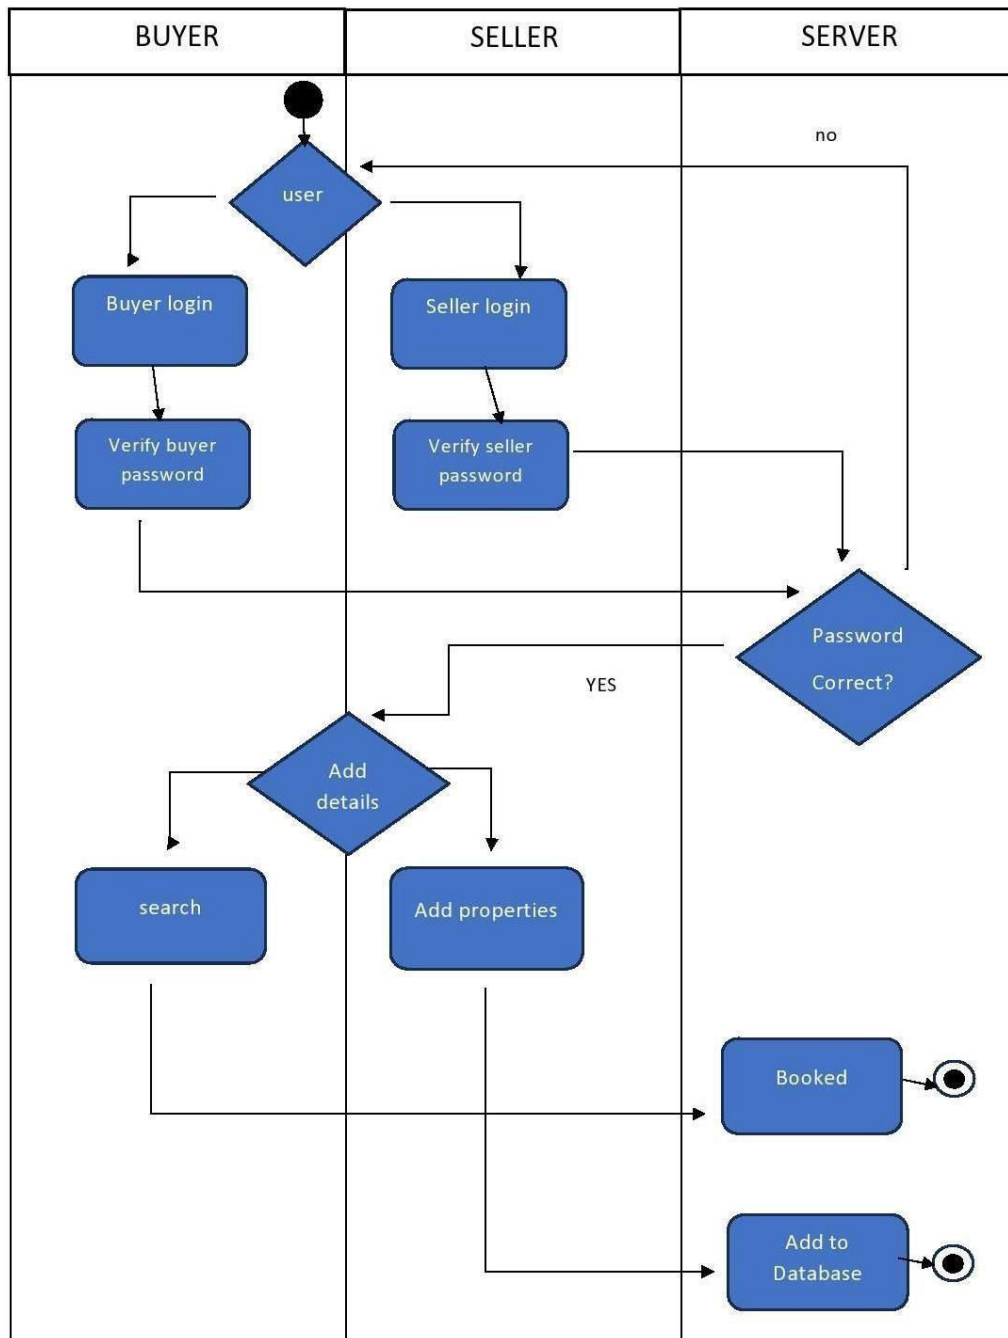 BUYER
SELLER
SERVER
no
user
Buyer login
Seller login
Verify buyer
password
Verify seller
password
Password
Correct?
YES
Add
details
search
Add properties
Booked
Add to
Database